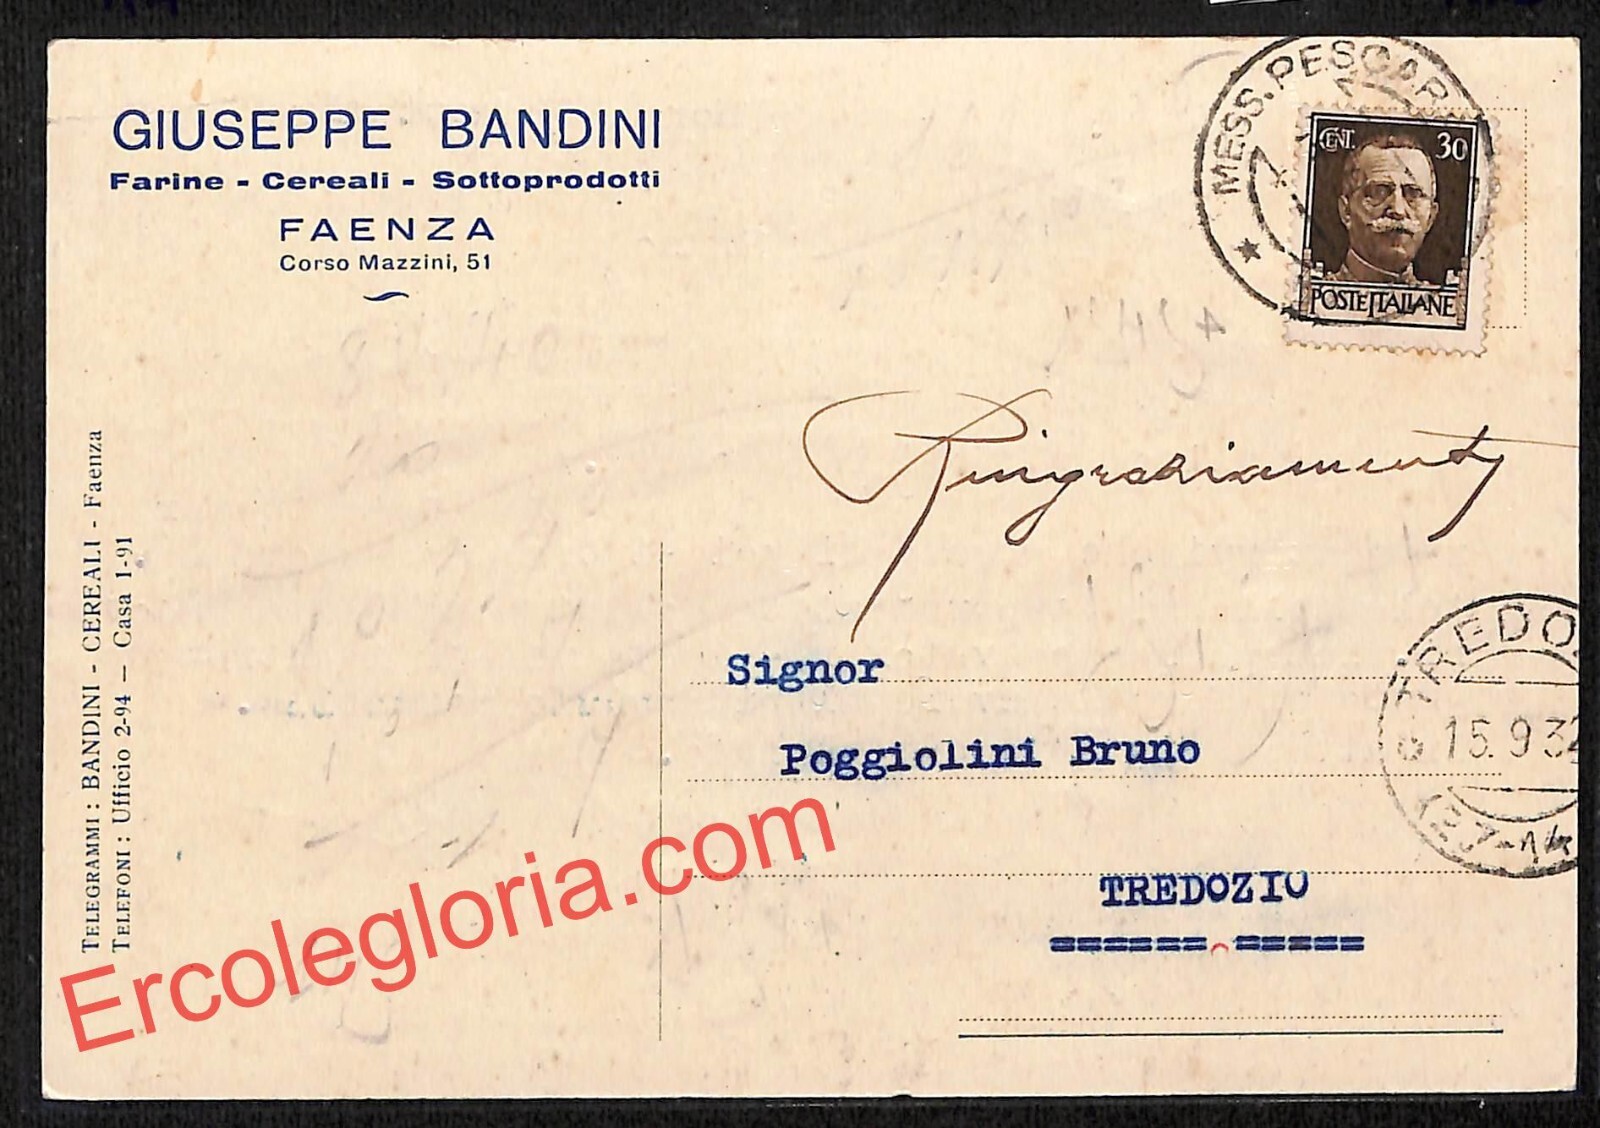 GIUSEPPE BANDINI
Farine - Cereali - Sottoprodotti
FAENZA
Corso Mazzini, 51
MESS. PESCAR
CENT. 30
POSTE ITALIANE
Ringraziamenti
TELEGRAMMI: BANDINI - CEREALI - Faenza
TELEFONI: Ufficio 2-94 — Casa 1-91
TREDO
15.9.32
Signor
Poggiolini Bruno
TREDOZIO
====== =====
Ercolegloria.com